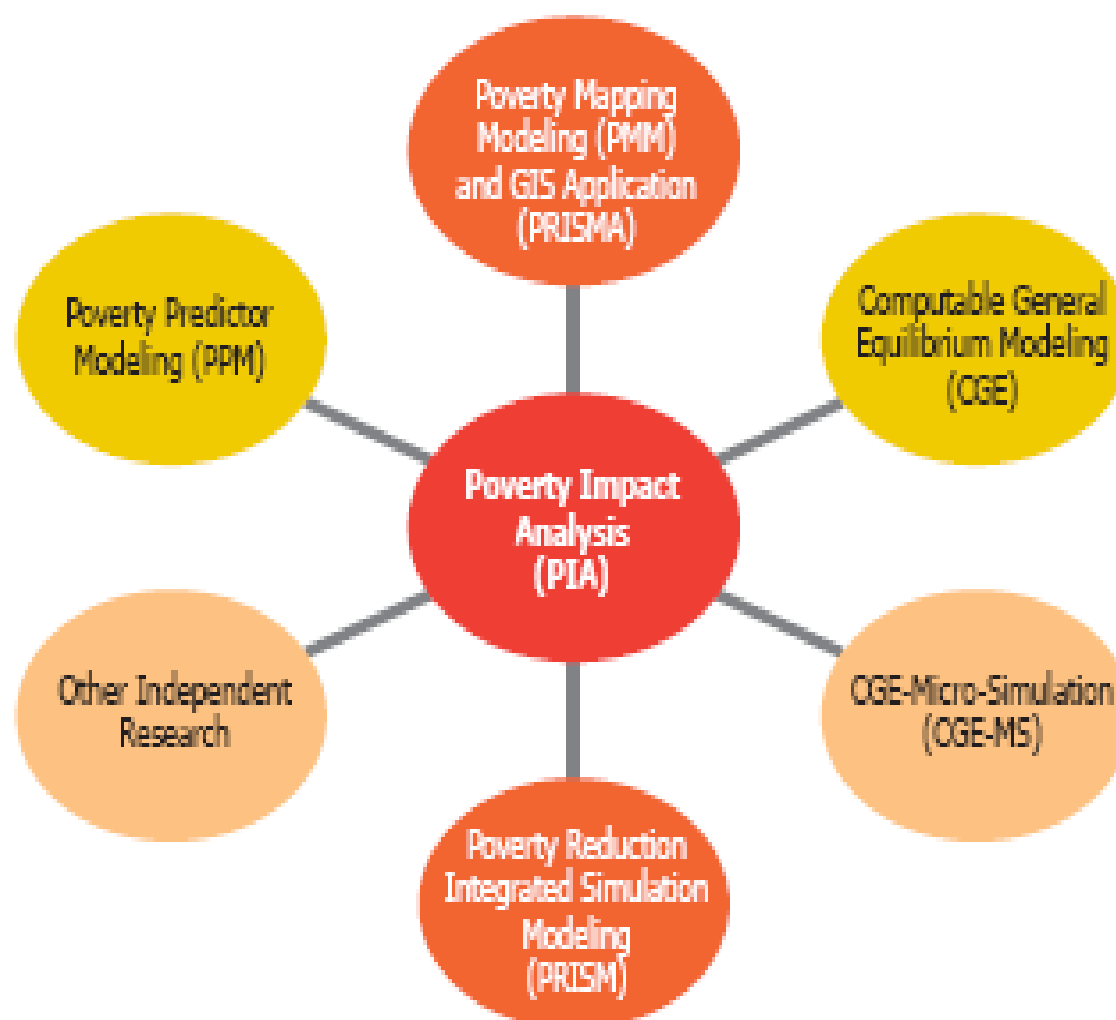 Poverty Mapping
Modeling (PMM)
and GIS Application
(PRISMA)
Poverty Predictor
Modeling (PPM)
Computable General
Equilibrium Modeling
(CGE)
Poverty Impact
Analysis
(PIA)
Other Independent
Research
CGE-Micro-Simulation
(CGE-MS)
Poverty Reduction
Integrated Simulation
Modeling
(PRISM)